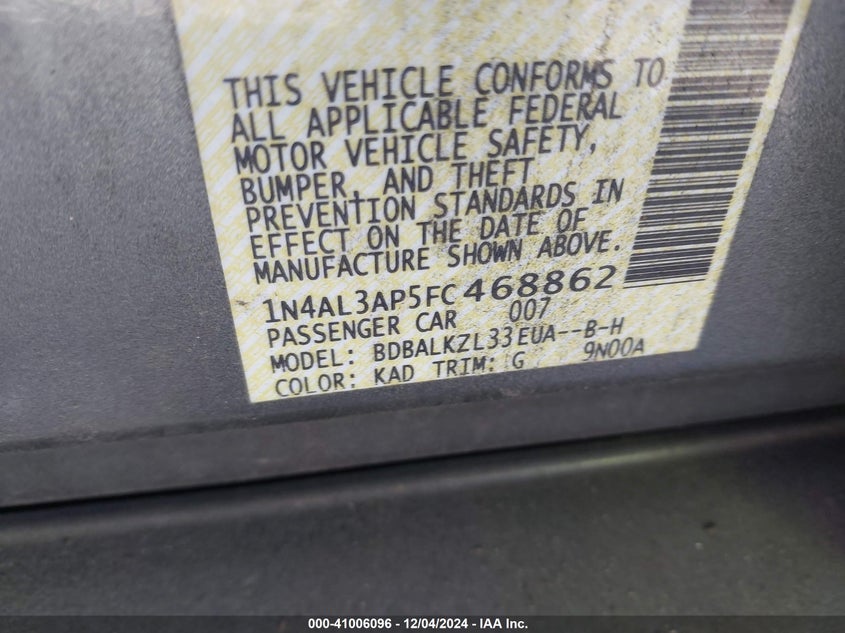 THIS VEHICLE CONFORMS TO
ALL APPLICABLE FEDERAL
MOTOR VEHICLE SAFETY,
BUMPER, AND THEFT
PREVENTION STANDARDS IN
EFFECT ON THE DATE OF
MANUFACTURE SHOWN ABOVE.
1N4AL3AP5FC468862
PASSENGER CAR 007
MODEL: BDBALKZL33EUA--B-H
COLOR: KAD TRIM: G 9N00A
000-41006096 - 12/04/2024 - IAA Inc.